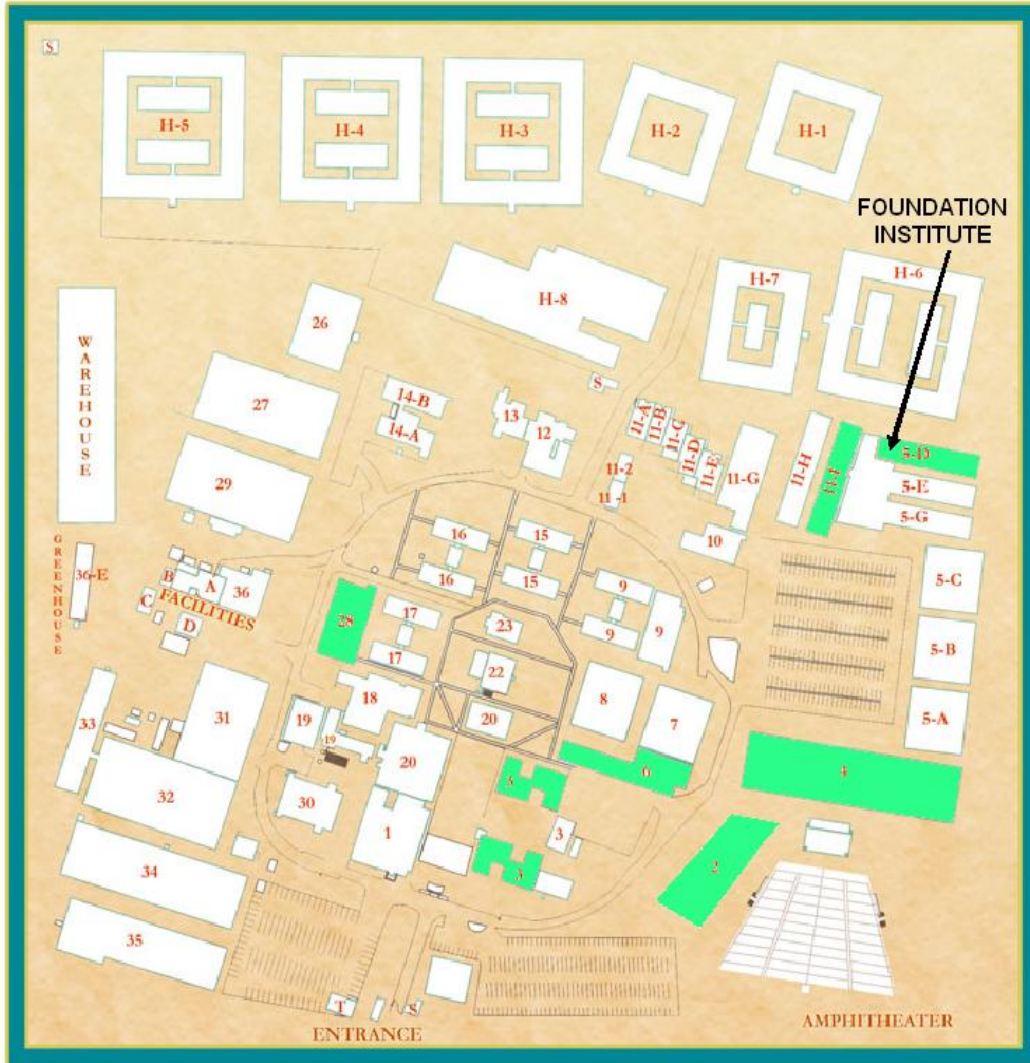 S
H-5
H-4
H-3
H-2
H-1
FOUNDATION
INSTITUTE
H-6
H-7
H-8
26
WAREHOUSE
27
14-B
14-A
13
12
S
11-A
11-B
11-C
11-D
11-E
11-G
11-H
11-F
5-D
5-E
5-G
29
11-2
11-1
10
16
15
16
15
GREENHOUSE
36-E
B
A
36
C
FACILITIES
D
28
17
17
23
22
20
9
9
9
5-C
5-B
5-A
8
7
18
19
19
20
33
31
32
30
1
6
3
4
2
34
35
T
S
ENTRANCE
AMPHITHEATER